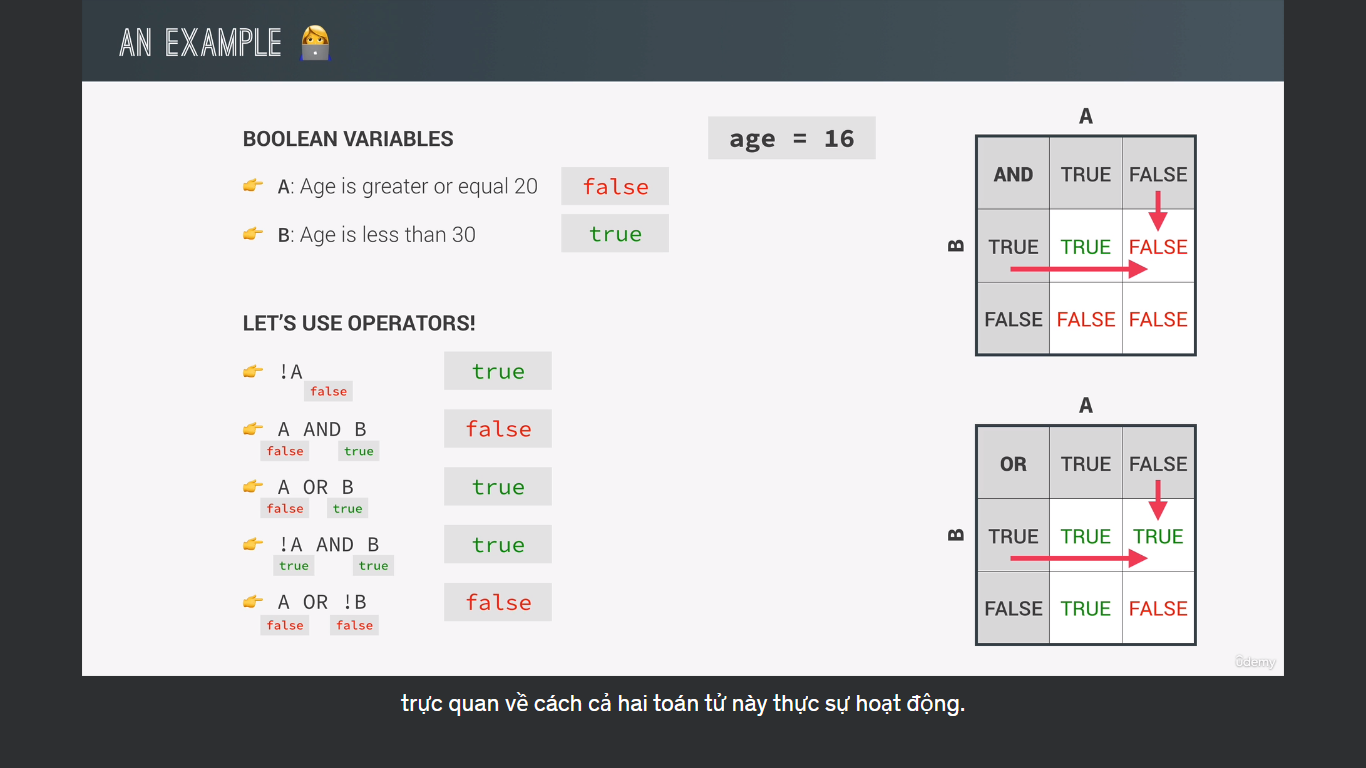 AN EXAMPLE
BOOLEAN VARIABLES
age = 16
A: Age is greater or equal 20 false
B: Age is less than 30 true
LET'S USE OPERATORS!
!A true
false
A AND B false
false true
A OR B true
false true
!A AND B true
true true
A OR !B false
false false
A
AND TRUE FALSE
B
TRUE TRUE FALSE
FALSE FALSE FALSE
A
OR TRUE FALSE
B
TRUE TRUE TRUE
FALSE TRUE FALSE
ûdemy
trực quan về cách cả hai toán tử này thực sự hoạt động.